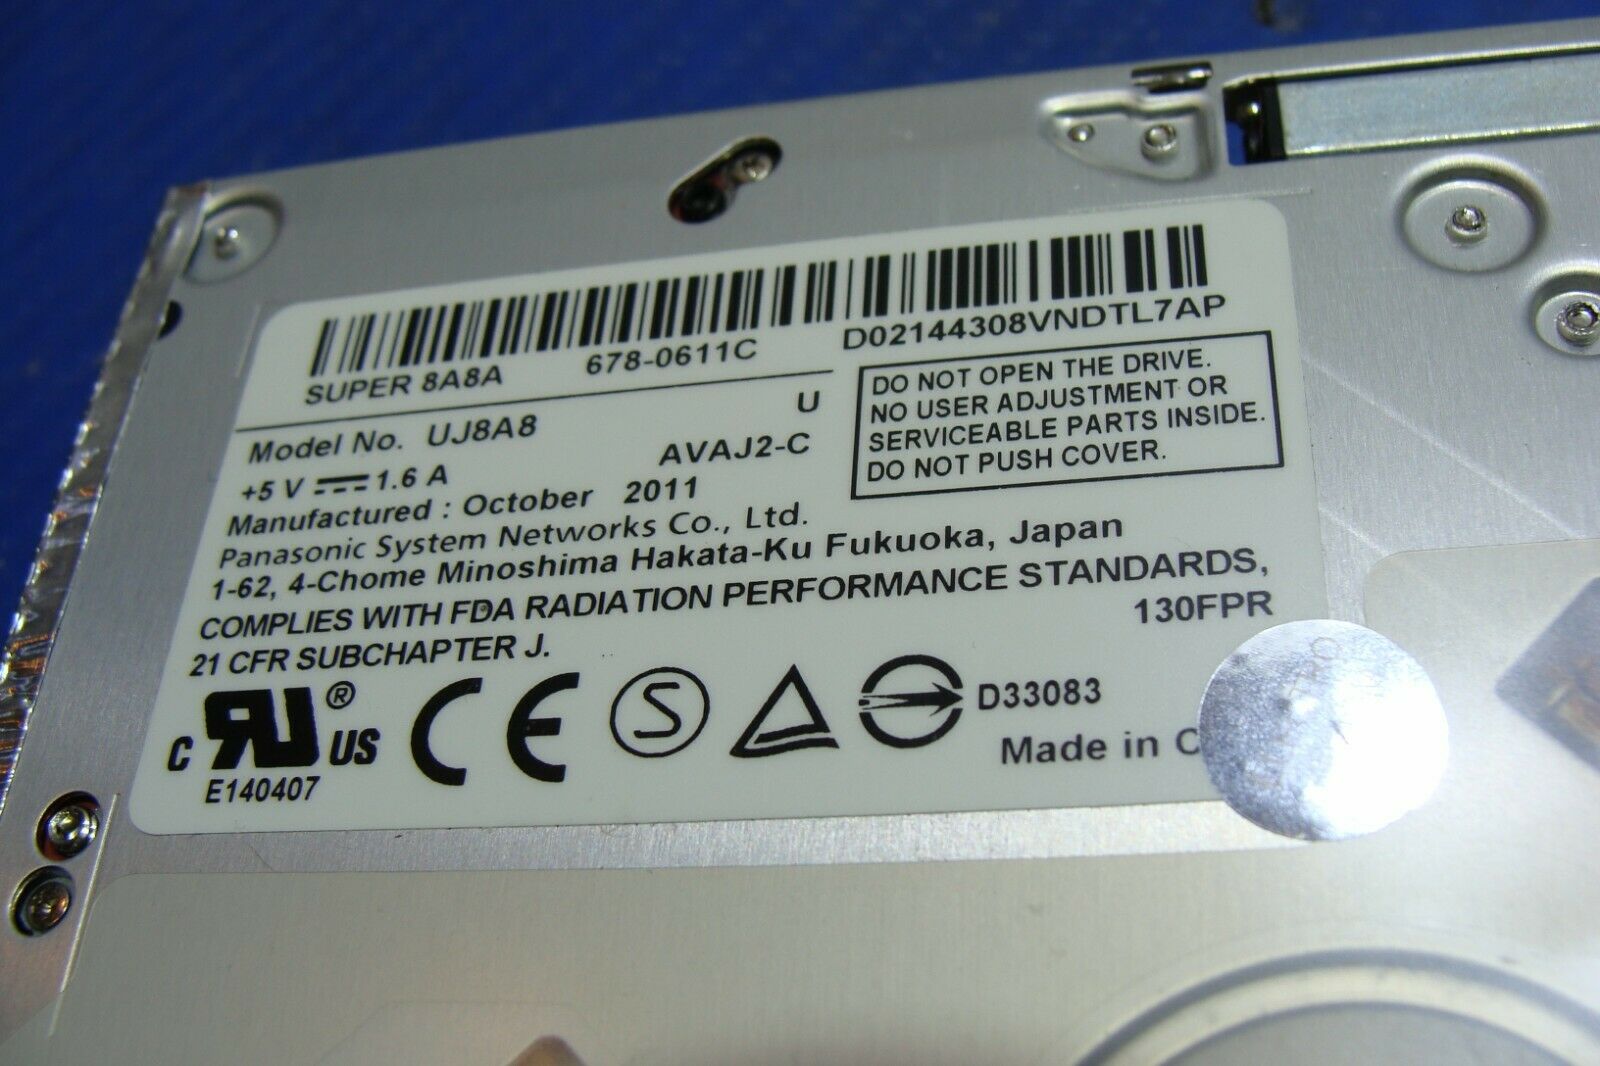 SUPER 8A8A 678-0611C D02144308VNDTL7AP
Model No. UJ8A8 U
+5 V 1.6 A AVAJ2-C
Manufactured : October 2011
Panasonic System Networks Co., Ltd.
1-62, 4-Chome Minoshima Hakata-Ku Fukuoka, Japan
DO NOT OPEN THE DRIVE.
NO USER ADJUSTMENT OR
SERVICEABLE PARTS INSIDE.
DO NOT PUSH COVER.
COMPLIES WITH FDA RADIATION PERFORMANCE STANDARDS,
21 CFR SUBCHAPTER J. 130FPR
C RU ® US CE S D33083
E140407
Made in